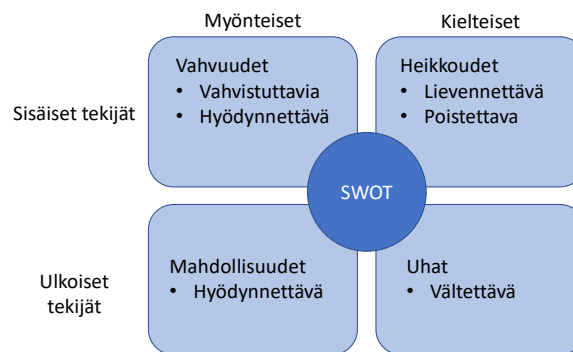 Myönteiset
Kielteiset
Sisäiset tekijät
Vahvuudet
• Vahvistuttavia
• Hyödynnettävä
Heikkoudet
• Lievennettävä
• Poistettava
SWOT
Ulkoiset
tekijät
Mahdollisuudet
• Hyödynnettävä
Uhat
• Vältettävä